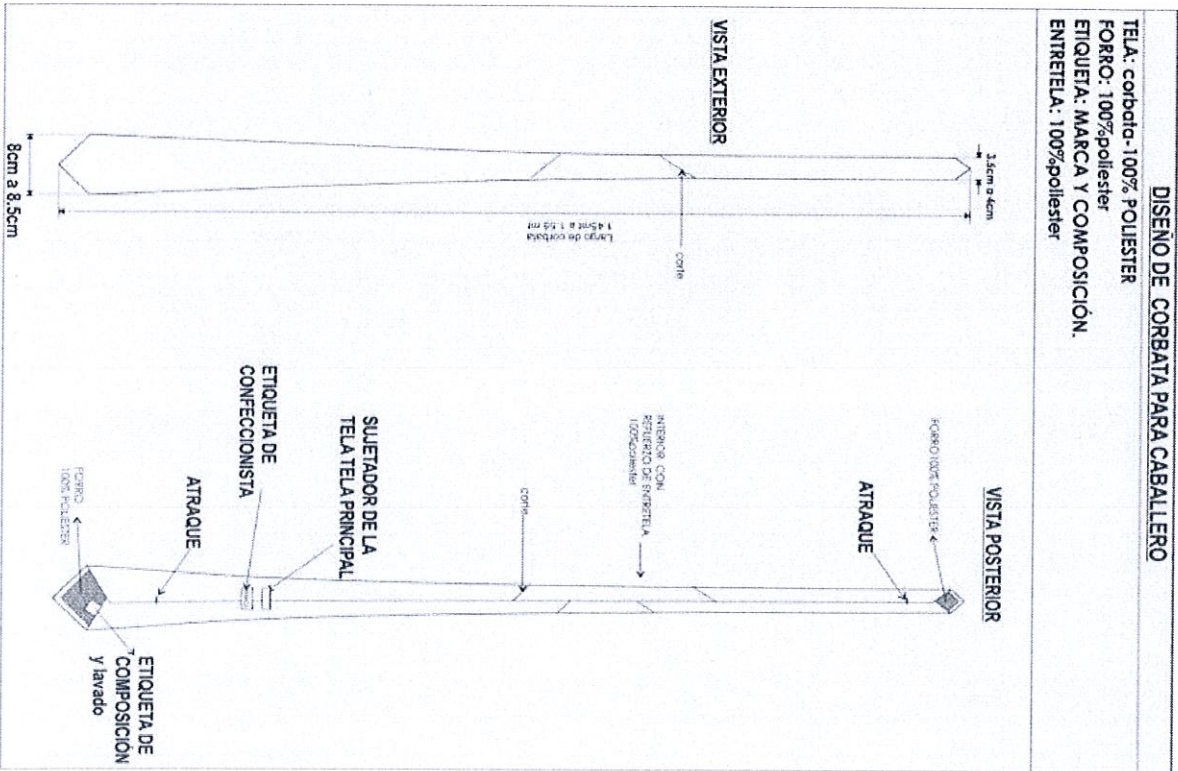 DISEÑO DE CORBATA PARA CABALLERO
TELA: corbata-100% POLIESTER
FORRO: 100%poliester
ETIQUETA: MARCA Y COMPOSICIÓN.
ENTRETELA: 100%poliester
VISTA EXTERIOR
3.5cm a 4cm
corte
Largo de corbata
1.45mt a 1.56 mt
8cm a 8.5cm
VISTA POSTERIOR
FORRO 100% POLIESTER
ATRAQUE
INTERIOR CON
REFUERZO DE ENTRETELA
100%poliester
corte
SUJETADOR DE LA
TELA TELA PRINCIPAL
ETIQUETA DE
CONFECCIONISTA
ATRAQUE
FORRO
100% POLIESTER
ETIQUETA DE
COMPOSICIÓN
y lavado